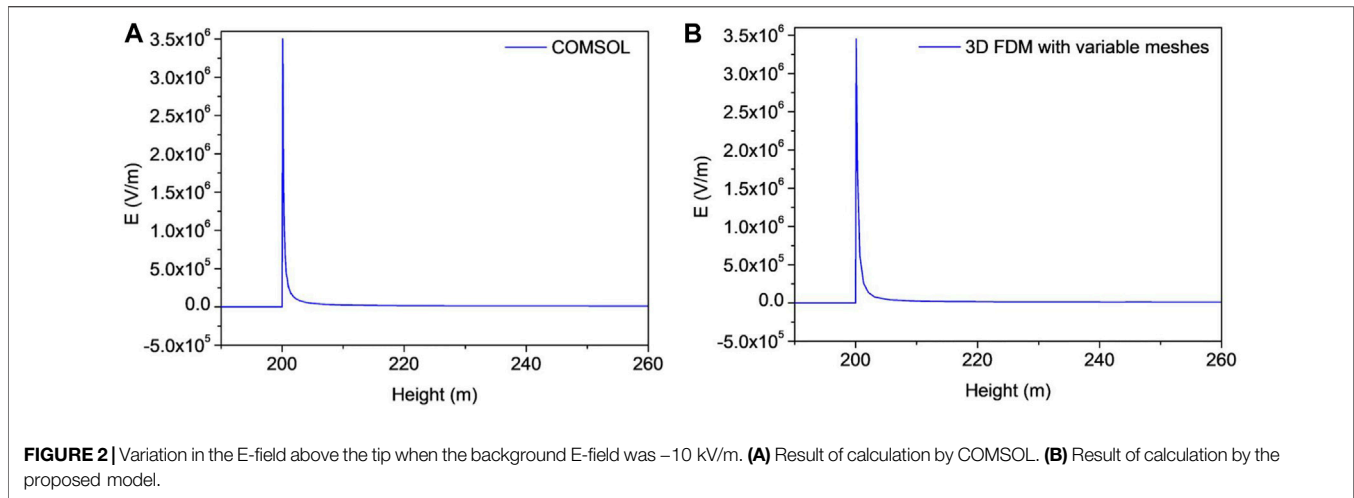 A
COMSOL
3.5x10⁶
3.0x10⁶
2.5x10⁶
2.0x10⁶
1.5x10⁶
1.0x10⁶
5.0x10⁵
0.0
-5.0x10⁵
E (V/m)
200
220
240
260
Height (m)
B
3D FDM with variable meshes
3.5x10⁶
3.0x10⁶
2.5x10⁶
2.0x10⁶
1.5x10⁶
1.0x10⁶
5.0x10⁵
0.0
-5.0x10⁵
E (V/m)
200
220
240
260
Height (m)
FIGURE 2 | Variation in the E-field above the tip when the background E-field was −10 kV/m. (A) Result of calculation by COMSOL. (B) Result of calculation by the
proposed model.